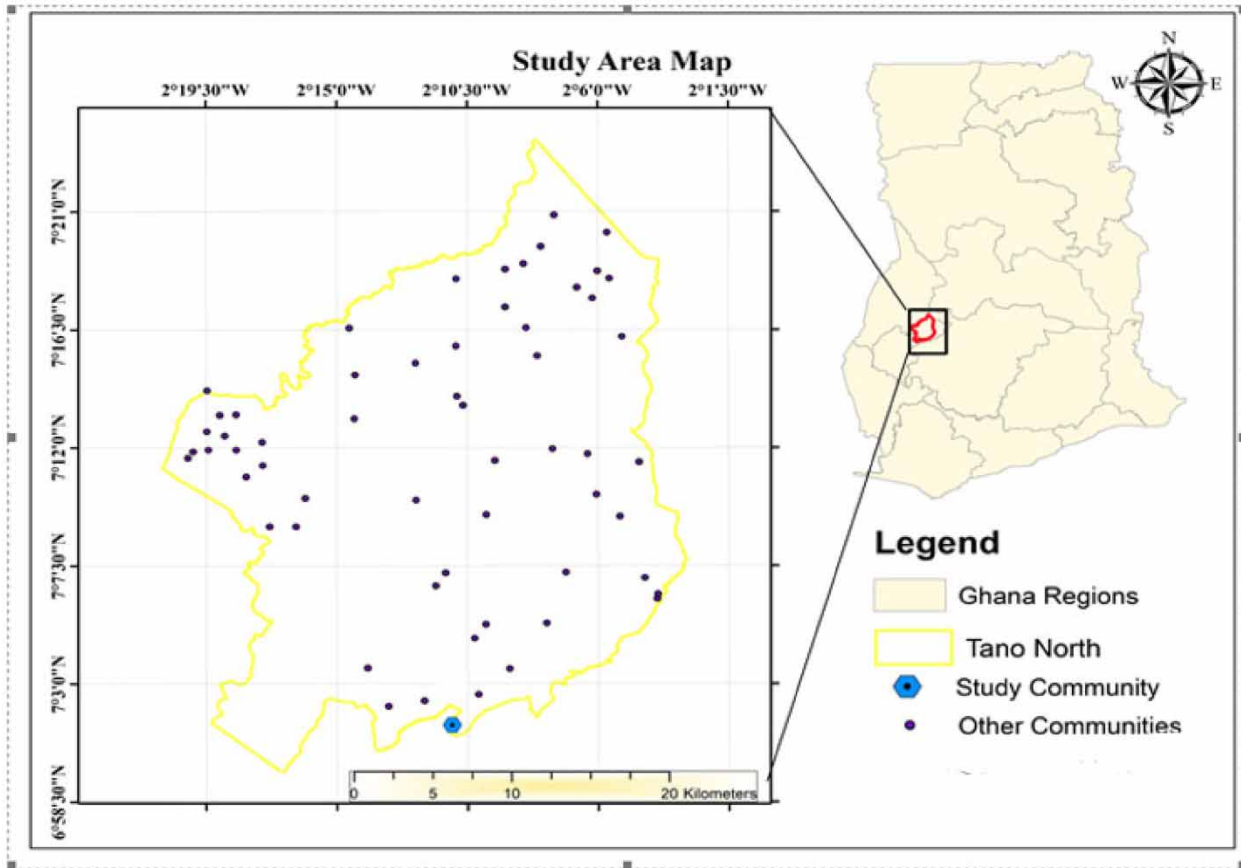 Study Area Map
2°19'30"W 2°15'0"W 2°10'30"W 2°6'0"W 2°1'30"W
7°21'0"N
7°16'30"N
7°12'0"N
7°7'30"N
7°3'0"N
6°58'30"N
0 5 10 20 Kilometers
N
W E
S
Legend
Ghana Regions
Tano North
Study Community
Other Communities